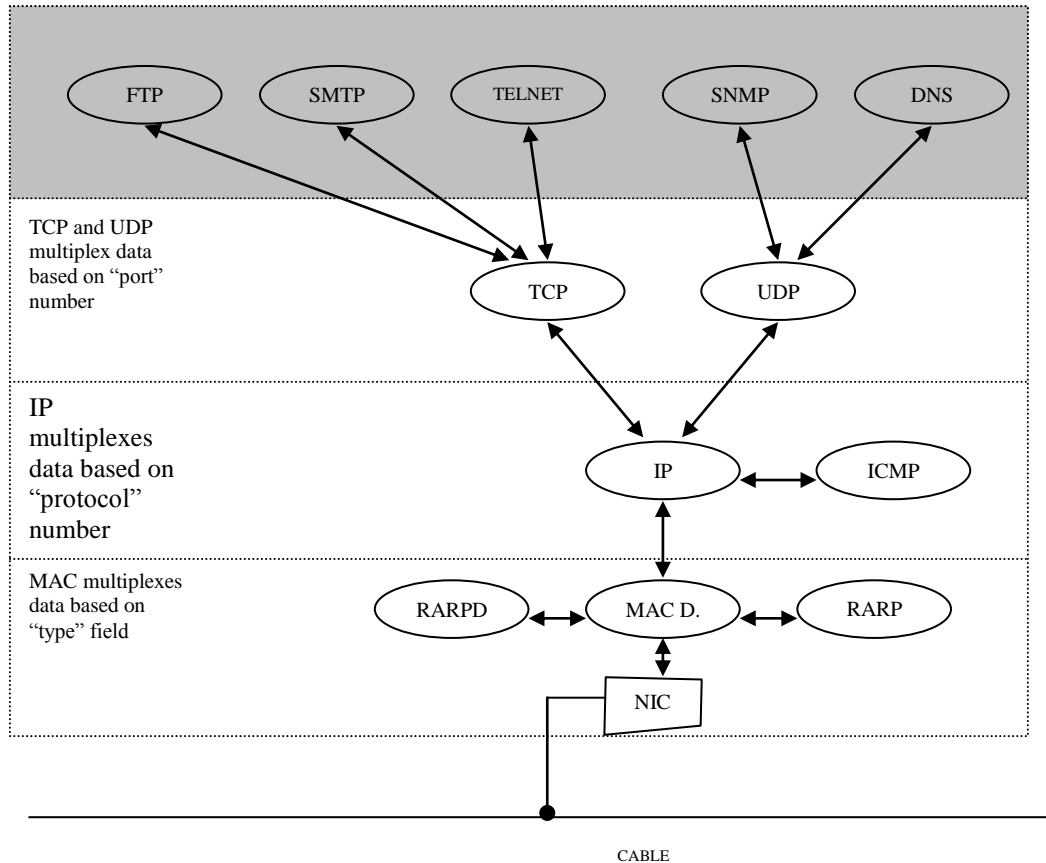 FTP
SMTP
TELNET
SNMP
DNS
TCP and UDP
multiplex data
based on “port”
number
TCP
UDP
IP
multiplexes
data based on
“protocol”
number
IP
ICMP
MAC multiplexes
data based on
“type” field
RARPD
MAC D.
RARP
NIC
CABLE